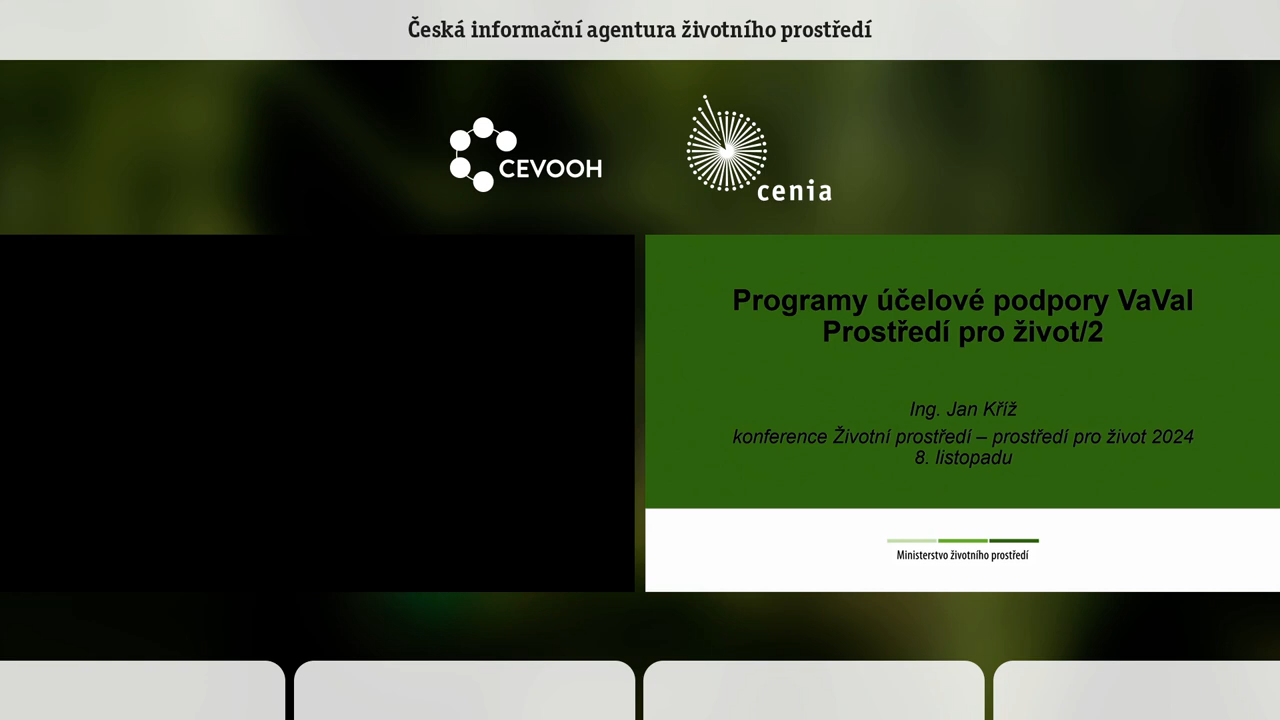 Česká informační agentura životního prostředí
CEVOOH
cenia
Programy účelové podpory VaVaI
Prostředí pro život/2
Ing. Jan Kříž
konference Životní prostředí – prostředí pro život 2024
8. listopadu
Ministerstvo životního prostředí